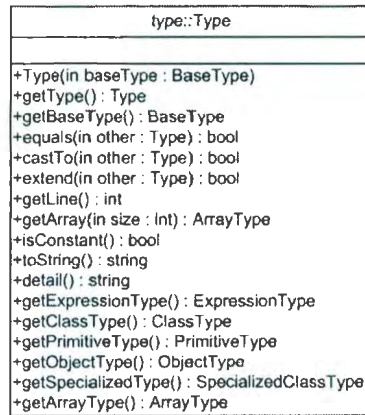 type::Type
+Type(in baseType : BaseType)
+getType() : Type
+getBaseType() : BaseType
+equals(in other : Type) : bool
+castTo(in other : Type) : bool
+extend(in other : Type) : bool
+getLine() : int
+getArray(in size : int) : ArrayType
+isConstant() : bool
+toString() : string
+detail() : string
+getExpressionType() : ExpressionType
+getClassType() : ClassType
+getPrimitiveType() : PrimitiveType
+getObjectType() : ObjectType
+getSpecializedType() : SpecializedClassType
+getArrayType() : ArrayType